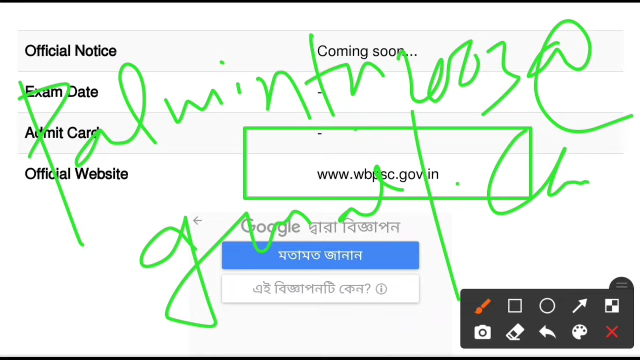 Official Notice Coming soon...
Exam Date -
Admit Card -
Official Website www.wbpsc.gov.in
Google দ্বারা বিজ্ঞাপন
মতামত জানান
এই বিজ্ঞাপনটি কেন?